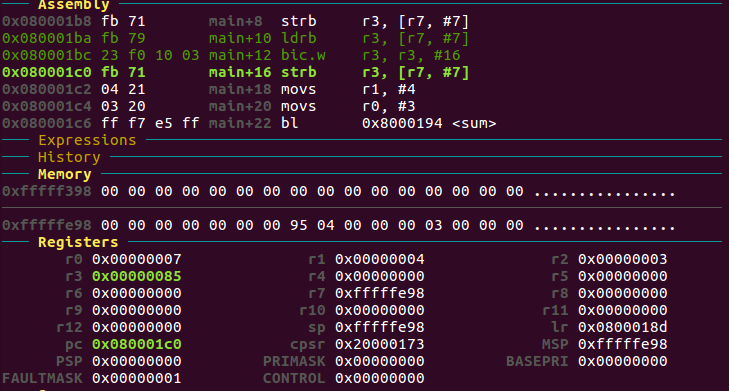 Assembly
0x080001b8 fb 71 main+8 strb r3, [r7, #7]
0x080001ba fb 79 main+10 ldrb r3, [r7, #7]
0x080001bc 23 f0 10 03 main+12 bic.w r3, r3, #16
0x080001c0 fb 71 main+16 strb r3, [r7, #7]
0x080001c2 04 21 main+18 movs r1, #4
0x080001c4 03 20 main+20 movs r0, #3
0x080001c6 ff f7 e5 ff main+22 bl 0x8000194 <sum>
Expressions
History
Memory
0xfffff398 00 00 00 00 00 00 00 00 00 00 00 00 00 00 00 00 ................
0xfffffe98 00 00 00 00 00 00 00 95 04 00 00 00 03 00 00 00 ................
Registers
r0 0x00000007 r1 0x00000004 r2 0x00000003
r3 0x00000085 r4 0x00000000 r5 0x00000000
r6 0x00000000 r7 0xfffffe98 r8 0x00000000
r9 0x00000000 r10 0x00000000 r11 0x00000000
r12 0x00000000 sp 0xfffffe98 lr 0x0800018d
pc 0x080001c0 cpsr 0x20000173 MSP 0xfffffe98
PSP 0x00000000 PRIMASK 0x00000000 BASEPRI 0x00000000
FAULTMASK 0x00000001 CONTROL 0x00000000